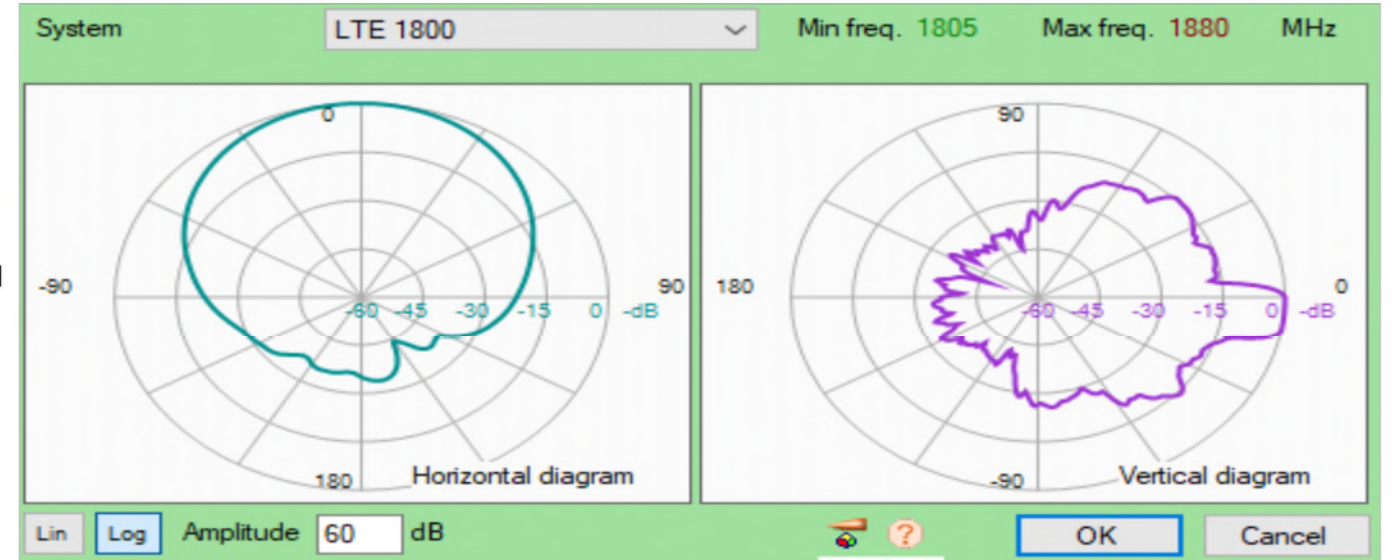 System LTE 1800 Min freq. 1805 Max freq. 1880 MHz
0 90
-90 90 180 0
-60 -45 -30 -15 0 -dB -60 -45 -30 -15 0 -dB
180 Horizontal diagram -90 Vertical diagram
Lin Log Amplitude 60 dB ? OK Cancel